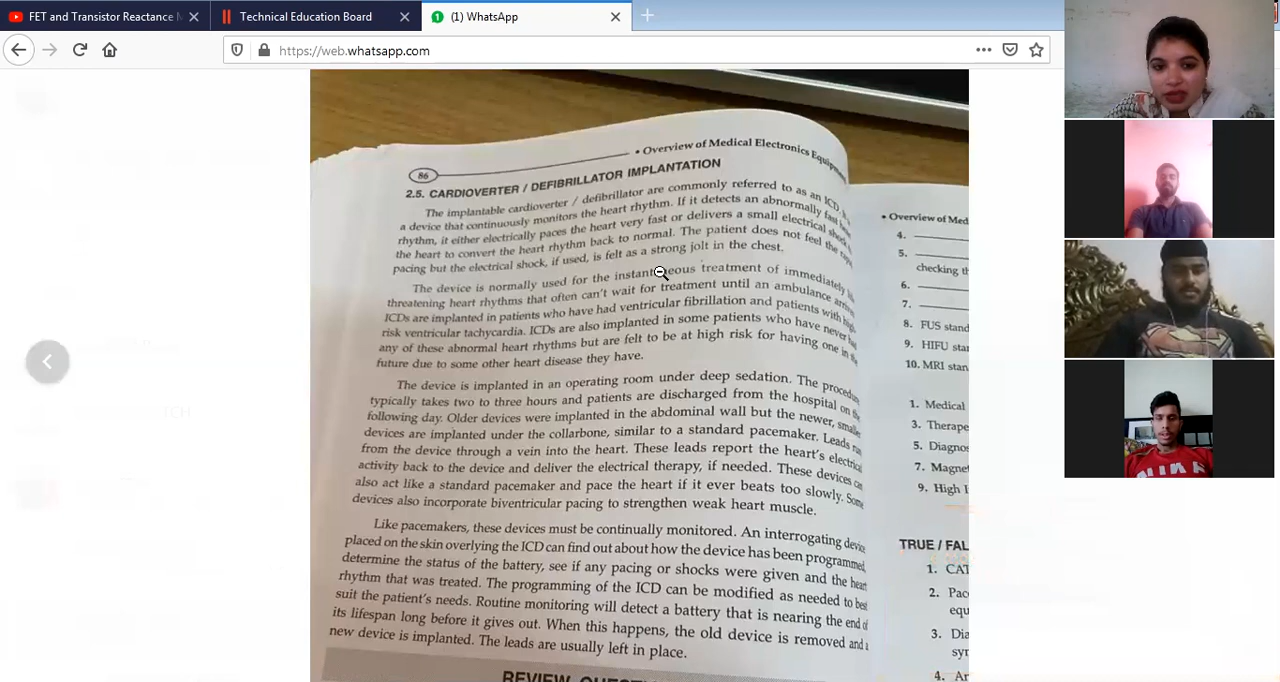 FET and Transistor Reactance M
Technical Education Board
(1) WhatsApp
https://web.whatsapp.com
• Overview of Medical Electronics Equipment
86
2.5. CARDIOVERTER / DEFIBRILLATOR IMPLANTATION
The implantable cardioverter / defibrillator are commonly referred to as an ICD.
a device that continuously monitors the heart rhythm. If it detects an abnormally fast
rhythm, it either electrically paces the heart very fast or delivers a small electrical shock
the heart to convert the heart rhythm back to normal. The patient does not feel the
pacing but the electrical shock, if used, is felt as a strong jolt in the chest.
The device is normally used for the instantaneous treatment of immediately
threatening heart rhythms that often can't wait for treatment until an ambulance
ICDs are implanted in patients who have had ventricular fibrillation and patients with
risk ventricular tachycardia. ICDs are also implanted in some patients who have never
any of these abnormal heart rhythms but are felt to be at high risk for having one in
future due to some other heart disease they have.
The device is implanted in an operating room under deep sedation. The procedure
typically takes two to three hours and patients are discharged from the hospital on
following day. Older devices were implanted in the abdominal wall but the newer,
devices are implanted under the collarbone, similar to a standard pacemaker. Leads
from the device through a vein into the heart. These leads report the heart's electrical
activity back to the device and deliver the electrical therapy, if needed. These devices can
also act like a standard pacemaker and pace the heart if it ever beats too slowly. Some
devices also incorporate biventricular pacing to strengthen weak heart muscle.
Like pacemakers, these devices must be continually monitored. An interrogating device
placed on the skin overlying the ICD can find out about how the device has been programmed,
determine the status of the battery, see if any pacing or shocks were given and the heart
rhythm that was treated. The programming of the ICD can be modified as needed to best
suit the patient's needs. Routine monitoring will detect a battery that is nearing the end of
its lifespan long before it gives out. When this happens, the old device is removed and a
new device is implanted. The leads are usually left in place.
• Overview of Med
4.
5.
checking th
6.
7.
8. FUS stand
9. HIFU stan
10. MRI stan
1. Medical
3. Therape
5. Diagnos
7. Magne
9. High I
TRUE / FAL
1. CAT
2. Pac
equ
3. Dia
syn
4. Ar